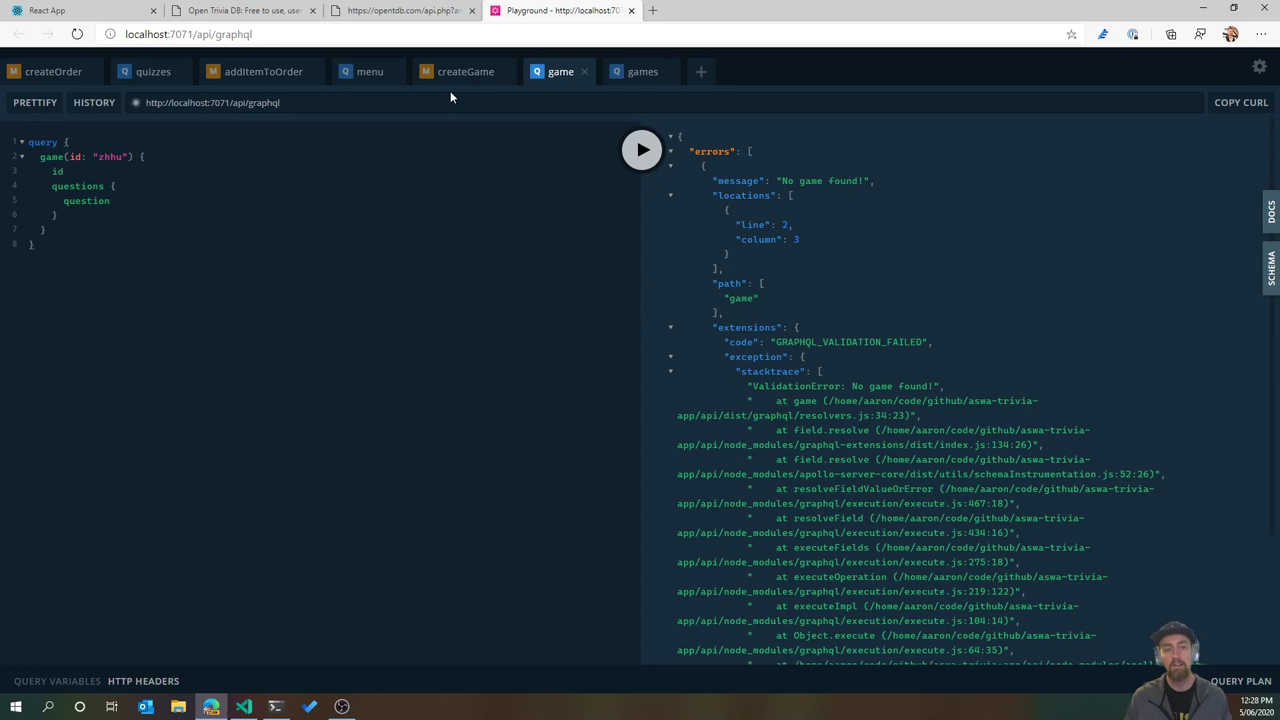 React App
Open Trivia DB: Free to use, user
https://opentdb.com/api.php?am
Playground - http://localhost:707
localhost:7071/api/graphql
M createOrder
Q quizzes
M addItemToOrder
Q menu
M createGame
Q game
Q games
PRETTIFY
HISTORY
http://localhost:7071/api/graphql
COPY CURL
1 query {
2 game(id: "zhhu") {
3 id
4 questions {
5 question
6 }
7 }
8 }
{
"errors": [
{
"message": "No game found!",
"locations": [
{
"line": 2,
"column": 3
}
],
"path": [
"game"
],
"extensions": {
"code": "GRAPHQL_VALIDATION_FAILED",
"exception": {
"stacktrace": [
"ValidationError: No game found!",
" at game (/home/aaron/code/github/aswa-trivia-
app/api/dist/graphql/resolvers.js:34:23)",
" at field.resolve (/home/aaron/code/github/aswa-trivia-
app/api/node_modules/graphql-extensions/dist/index.js:134:26)",
" at field.resolve (/home/aaron/code/github/aswa-trivia-
app/api/node_modules/apollo-server-core/dist/utils/schemaInstrumentation.js:52:26)",
" at resolveFieldValueOrError (/home/aaron/code/github/aswa-trivia-
app/api/node_modules/graphql/execution/execute.js:467:18)",
" at resolveField (/home/aaron/code/github/aswa-trivia-
app/api/node_modules/graphql/execution/execute.js:434:16)",
" at executeFields (/home/aaron/code/github/aswa-trivia-
app/api/node_modules/graphql/execution/execute.js:275:18)",
" at executeOperation (/home/aaron/code/github/aswa-trivia-
app/api/node_modules/graphql/execution/execute.js:219:122)",
" at executeImpl (/home/aaron/code/github/aswa-trivia-
app/api/node_modules/graphql/execution/execute.js:104:14)",
" at Object.execute (/home/aaron/code/github/aswa-trivia-
app/api/node_modules/graphql/execution/execute.js:64:35)",
DOCS
SCHEMA
QUERY VARIABLES
HTTP HEADERS
QUERY PLAN
12:28 PM
5/06/2020